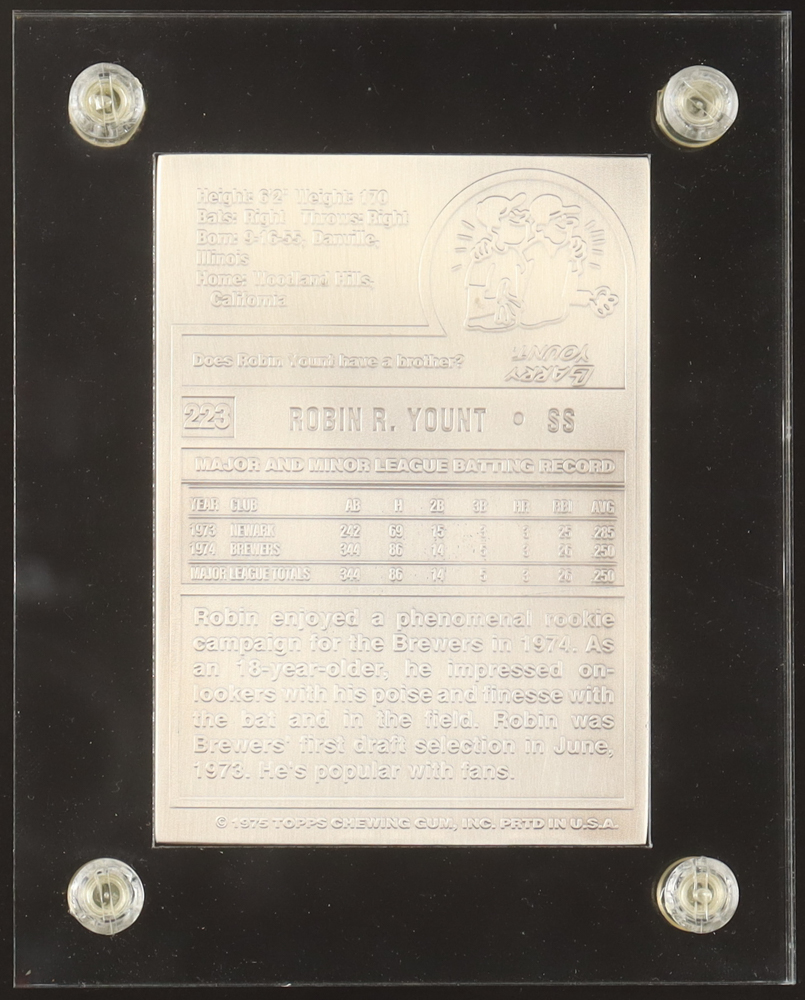 Height: 6'2" Weight: 170
Bats: Right Throws: Right
Born: 9-16-55, Danville,
Illinois
Home: Woodland Hills,
California
Does Robin Yount have a brother?
LARRY
YOUNT
223 ROBIN R. YOUNT • SS
MAJOR AND MINOR LEAGUE BATTING RECORD
YEAR CLUB AB H 2B 3B HR RBI AVG
1973 NEWARK 242 69 15 3 3 25 285
1974 BREWERS 344 86 14 5 3 26 250
MAJOR LEAGUE TOTALS 344 86 14 5 3 26 250
Robin enjoyed a phenomenal rookie
campaign for the Brewers in 1974. As
an 18-year-older, he impressed on-
lookers with his poise and finesse with
the bat and in the field. Robin was
Brewers' first draft selection in June,
1973. He's popular with fans.
© 1975 TOPPS CHEWING GUM, INC. PRTD IN U.S.A.